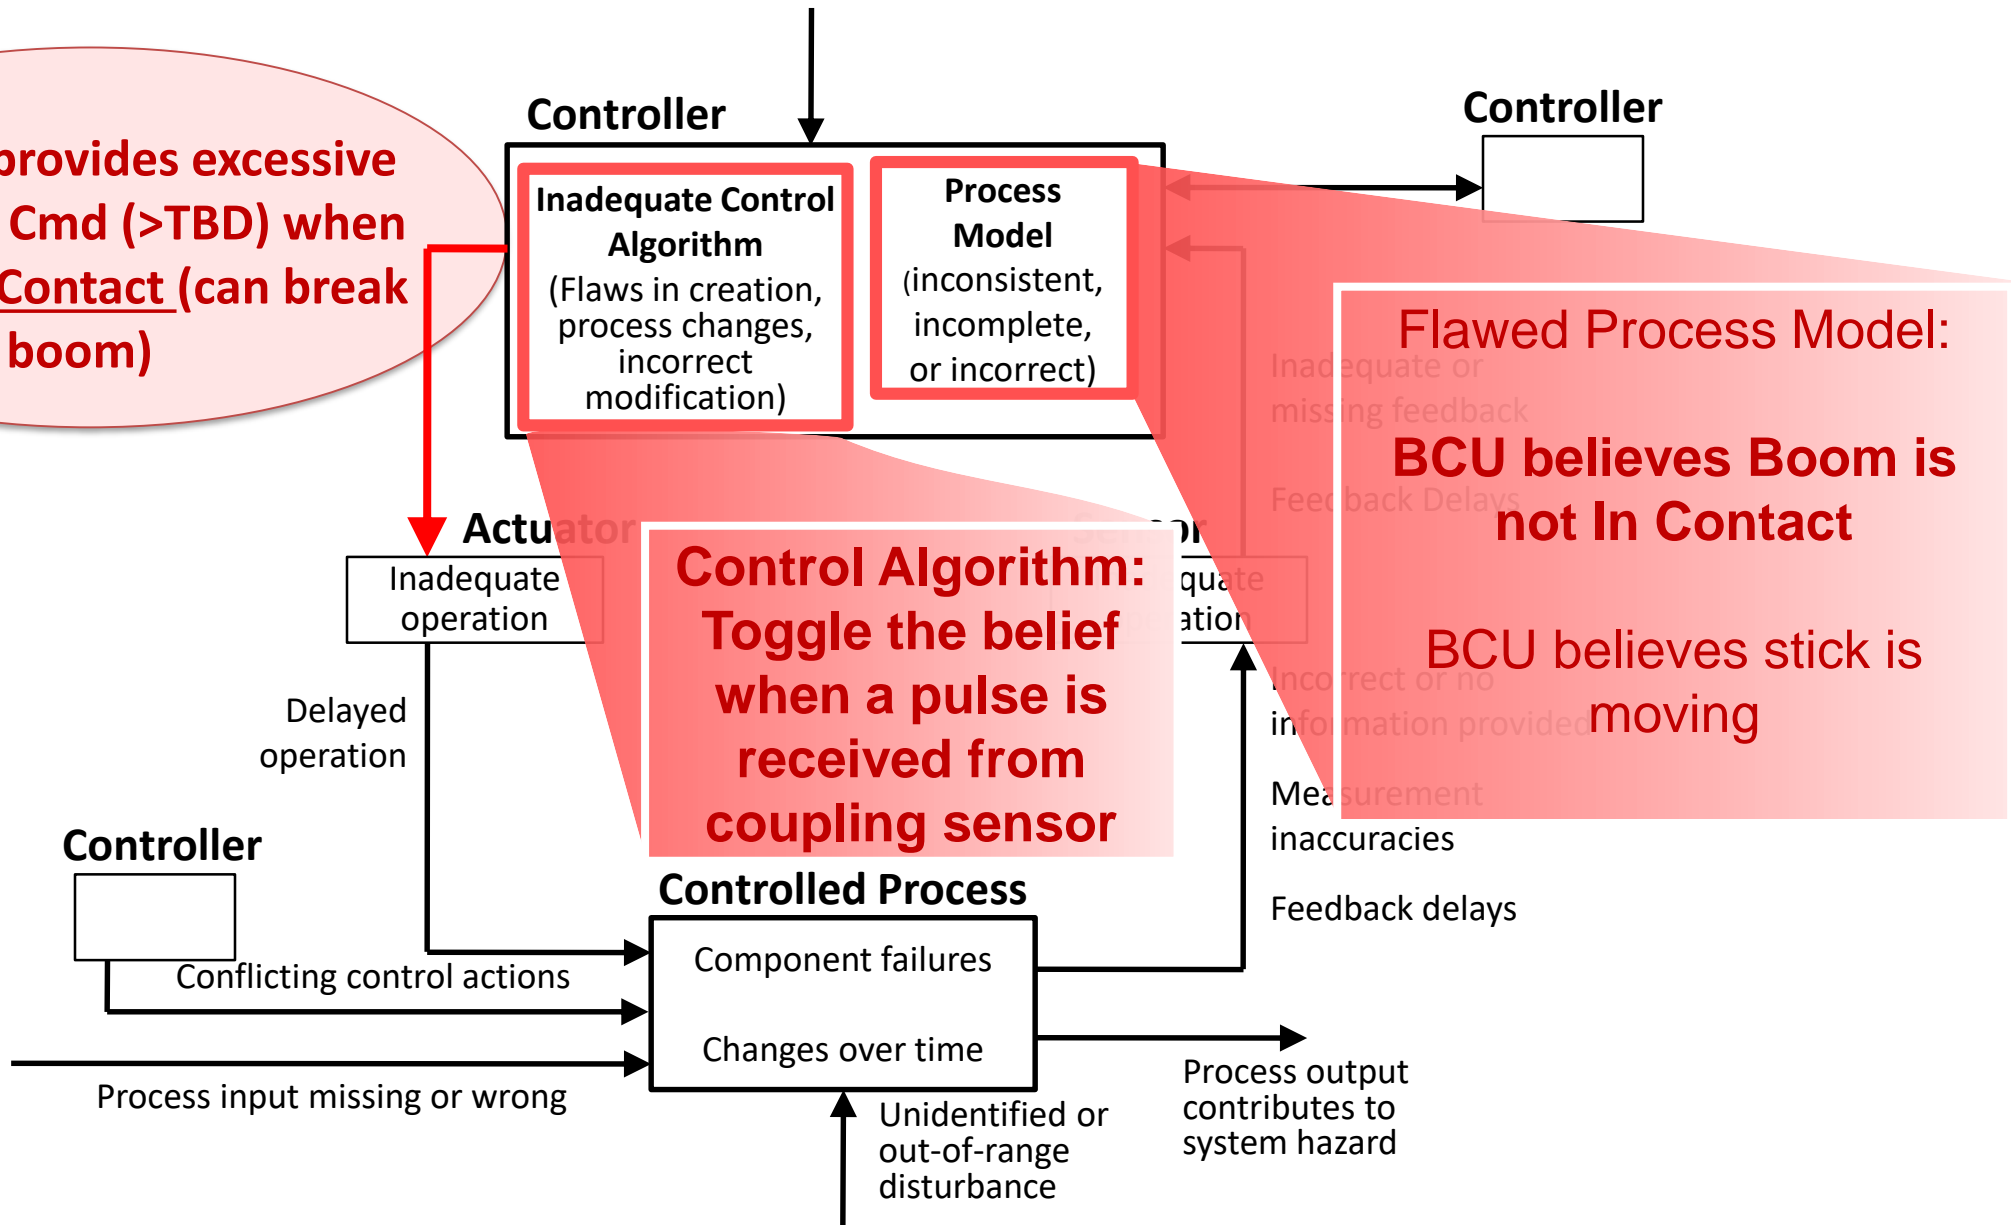 Controller
Controller
provides excessive
Cmd (>TBD) when
Contact (can break
boom)
Inadequate Control
Algorithm
(Flaws in creation,
process changes,
incorrect
modification)
Process
Model
(inconsistent,
incomplete,
or incorrect)
Flawed Process Model:
BCU believes Boom is
not In Contact
BCU believes stick is
moving
Inadequate or
missing feedback
Feedback Delays
Actuator
Inadequate
operation
Control Algorithm:
Toggle the belief
when a pulse is
received from
coupling sensor
or
quate
ation
Delayed
operation
Incorrect or no
information provided
Measurement
inaccuracies
Feedback delays
Controller
Controlled Process
Component failures
Changes over time
Conflicting control actions
Process input missing or wrong
Unidentified or
out-of-range
disturbance
Process output
contributes to
system hazard